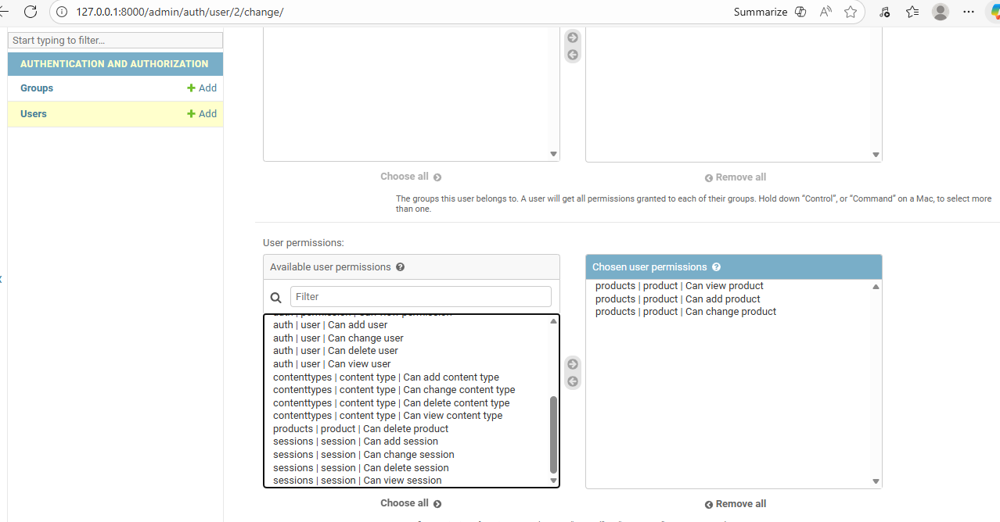 127.0.0.1:8000/admin/auth/user/2/change/ Summarize
Start typing to filter...
AUTHENTICATION AND AUTHORIZATION
Groups + Add
Users + Add
Choose all
Remove all
The groups this user belongs to. A user will get all permissions granted to each of their groups. Hold down “Control”, or “Command” on a Mac, to select more
than one.
User permissions:
Available user permissions ?
Chosen user permissions ?
Filter
auth | user | Can add user
auth | user | Can change user
auth | user | Can delete user
auth | user | Can view user
contenttypes | content type | Can add content type
contenttypes | content type | Can change content type
contenttypes | content type | Can delete content type
contenttypes | content type | Can view content type
products | product | Can delete product
sessions | session | Can add session
sessions | session | Can change session
sessions | session | Can delete session
sessions | session | Can view session
products | product | Can view product
products | product | Can add product
products | product | Can change product
Choose all
Remove all